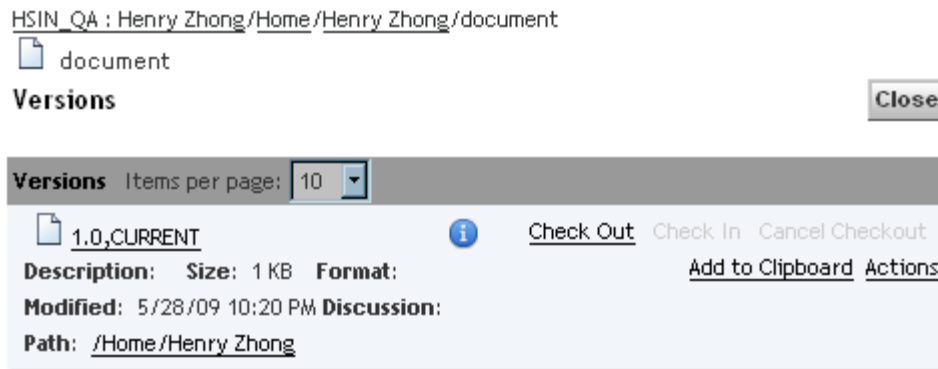 HSIN_QA : Henry Zhong/Home/Henry Zhong/document
document
Versions
Close
Versions Items per page: 10
1.0,CURRENT Check Out Check In Cancel Checkout
Description: Size: 1 KB Format: Add to Clipboard Actions
Modified: 5/28/09 10:20 PM Discussion:
Path: /Home/Henry Zhong